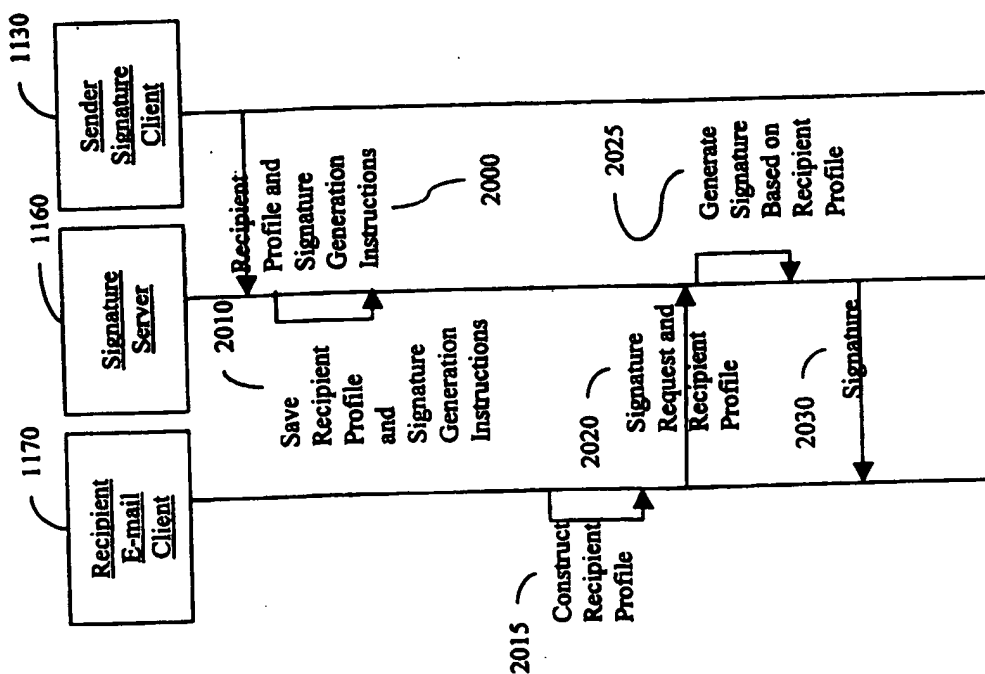 1170
Recipient
E-mail
Client
1160
Signature
Server
1130
Sender
Signature
Client
Recipient
Profile and
Signature
Generation
Instructions
2000
2010
Save
Recipient
Profile
and
Signature
Generation
Instructions
2015
Construct
Recipient
Profile
2020
Signature
Request and
Recipient
Profile
2025
Generate
Signature
Based on
Recipient
Profile
2030
Signature